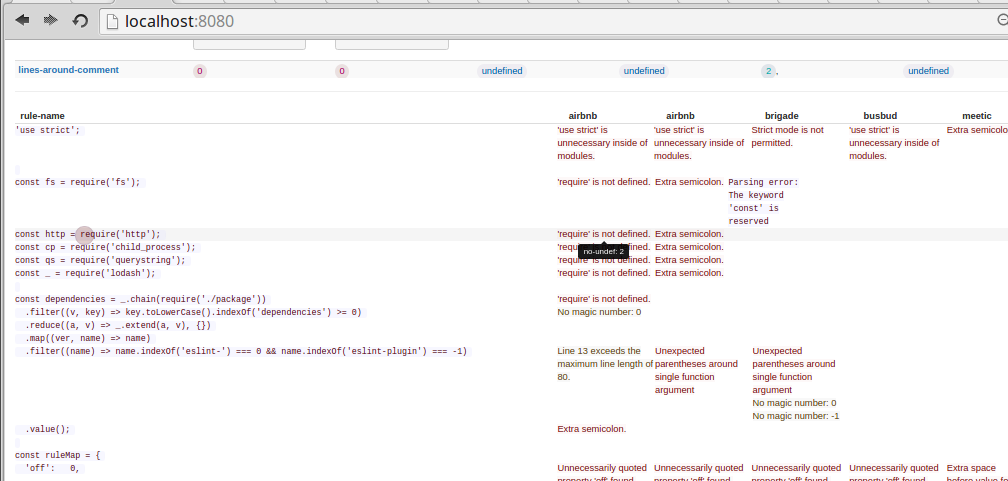 localhost:8080
lines-around-comment 0 0 undefined undefined 2, undefined
rule-name airbnb airbnb brigade busbud meetic
'use strict'; 'use strict' is 'use strict' is Strict mode is not 'use strict' is Extra semicolo
unnecessary inside of unnecessary inside of permitted. unnecessary inside of
modules. modules. modules.
const fs = require('fs'); 'require' is not defined. Extra semicolon. Parsing error:
The keyword
'const' is
reserved
const http = require('http'); 'require' is not defined. Extra semicolon.
const cp = require('child_process'); 'require' is not defined. Extra semicolon.
no-undef: 2
const qs = require('querystring'); 'require' is not defined. Extra semicolon.
const _ = require('lodash'); 'require' is not defined. Extra semicolon.
const dependencies = _.chain(require('./package')) 'require' is not defined.
.filter((v, key) => key.toLowerCase().indexOf('dependencies') >= 0) No magic number: 0
.reduce((a, v) => _.extend(a, v), {})
.map((ver, name) => name)
.filter((name) => name.indexOf('eslint-') === 0 && name.indexOf('eslint-plugin') === -1) Line 13 exceeds the Unexpected Unexpected
maximum line length of parentheses around parentheses around
80. single function single function
argument argument
No magic number: 0
No magic number: -1
.value(); Extra semicolon.
const ruleMap = {
'off': 0, Unnecessarily quoted Unnecessarily quoted Unnecessarily quoted Unnecessarily quoted Extra space
property 'off' found property 'off' found property 'off' found property 'off' found before value fo